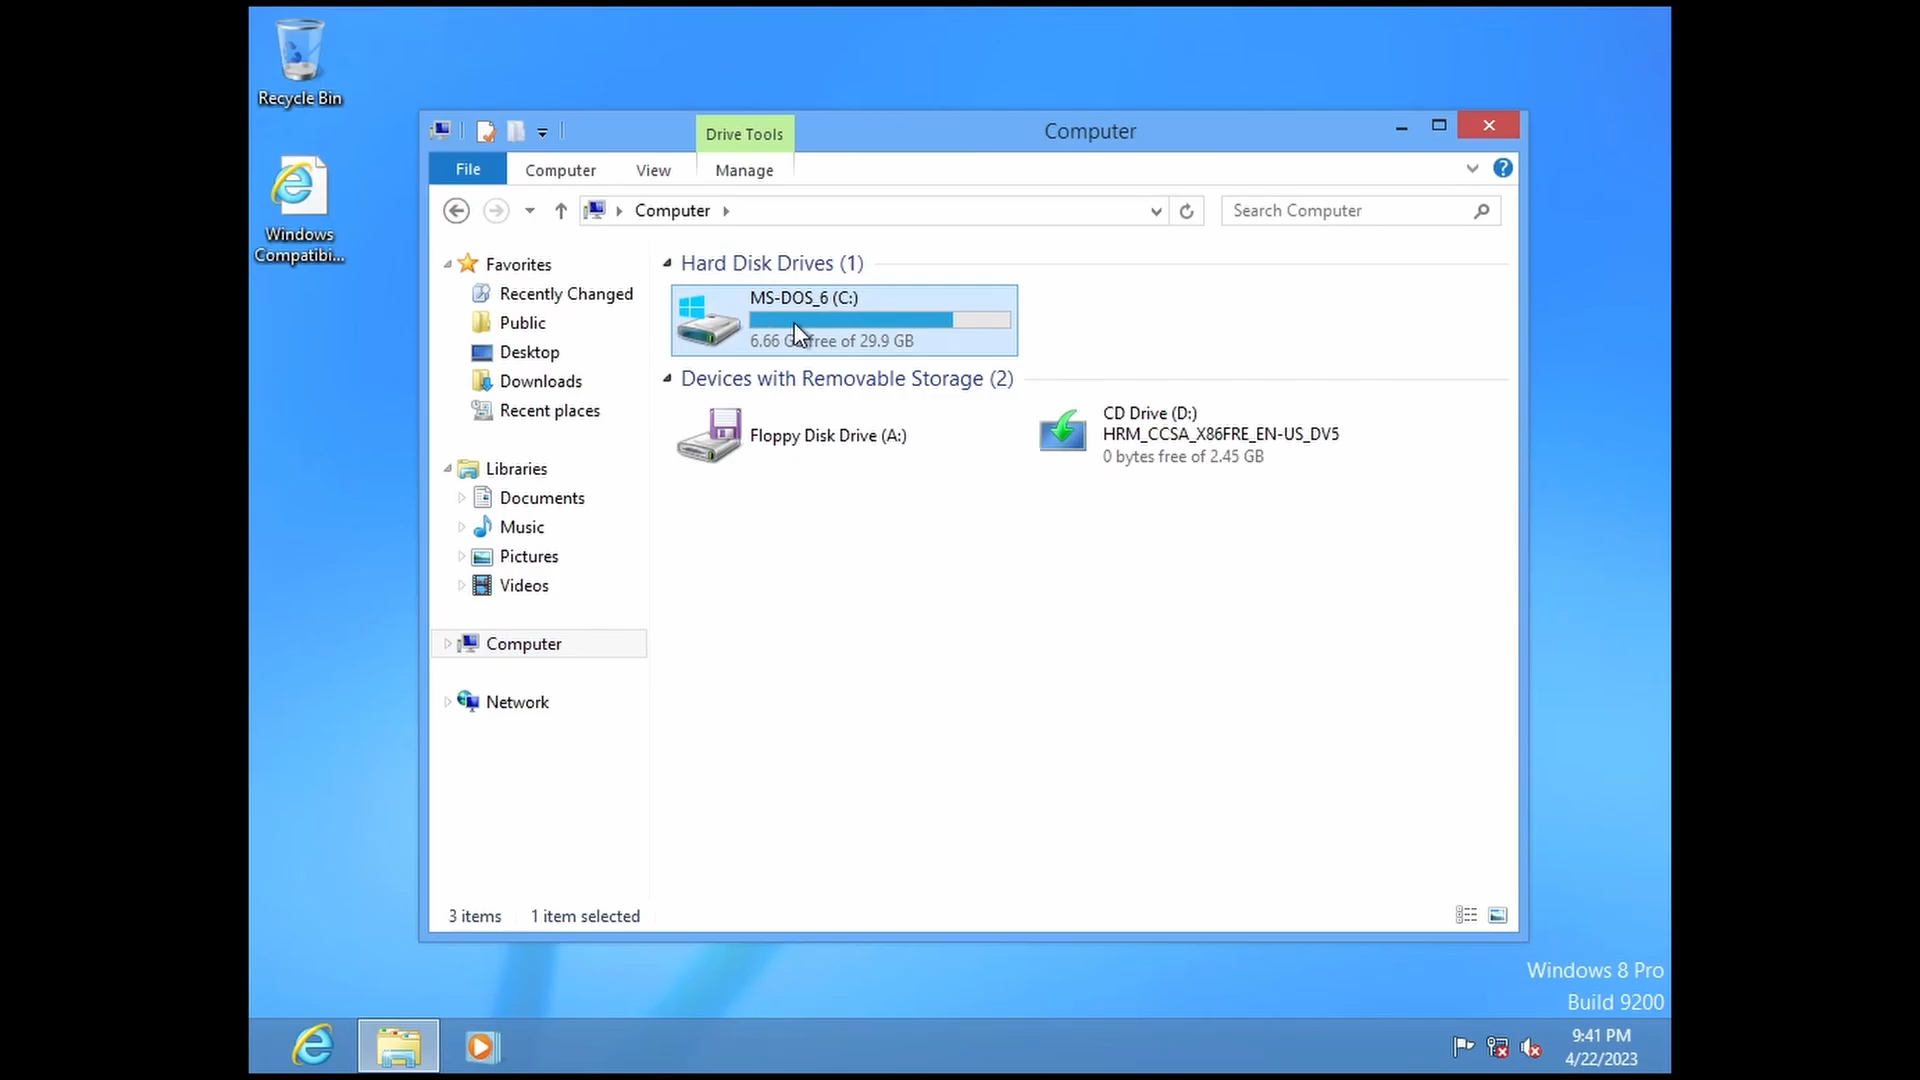 Recycle Bin
Windows
Compatibi...
Drive Tools
Computer
File
Computer
View
Manage
Computer
Search Computer
Favorites
Recently Changed
Public
Desktop
Downloads
Recent places
Libraries
Documents
Music
Pictures
Videos
Computer
Network
Hard Disk Drives (1)
MS-DOS_6 (C:)
6.66 G free of 29.9 GB
Devices with Removable Storage (2)
Floppy Disk Drive (A:)
CD Drive (D:)
HRM_CCSA_X86FRE_EN-US_DV5
0 bytes free of 2.45 GB
3 items
1 item selected
Windows 8 Pro
Build 9200
9:41 PM
4/22/2023